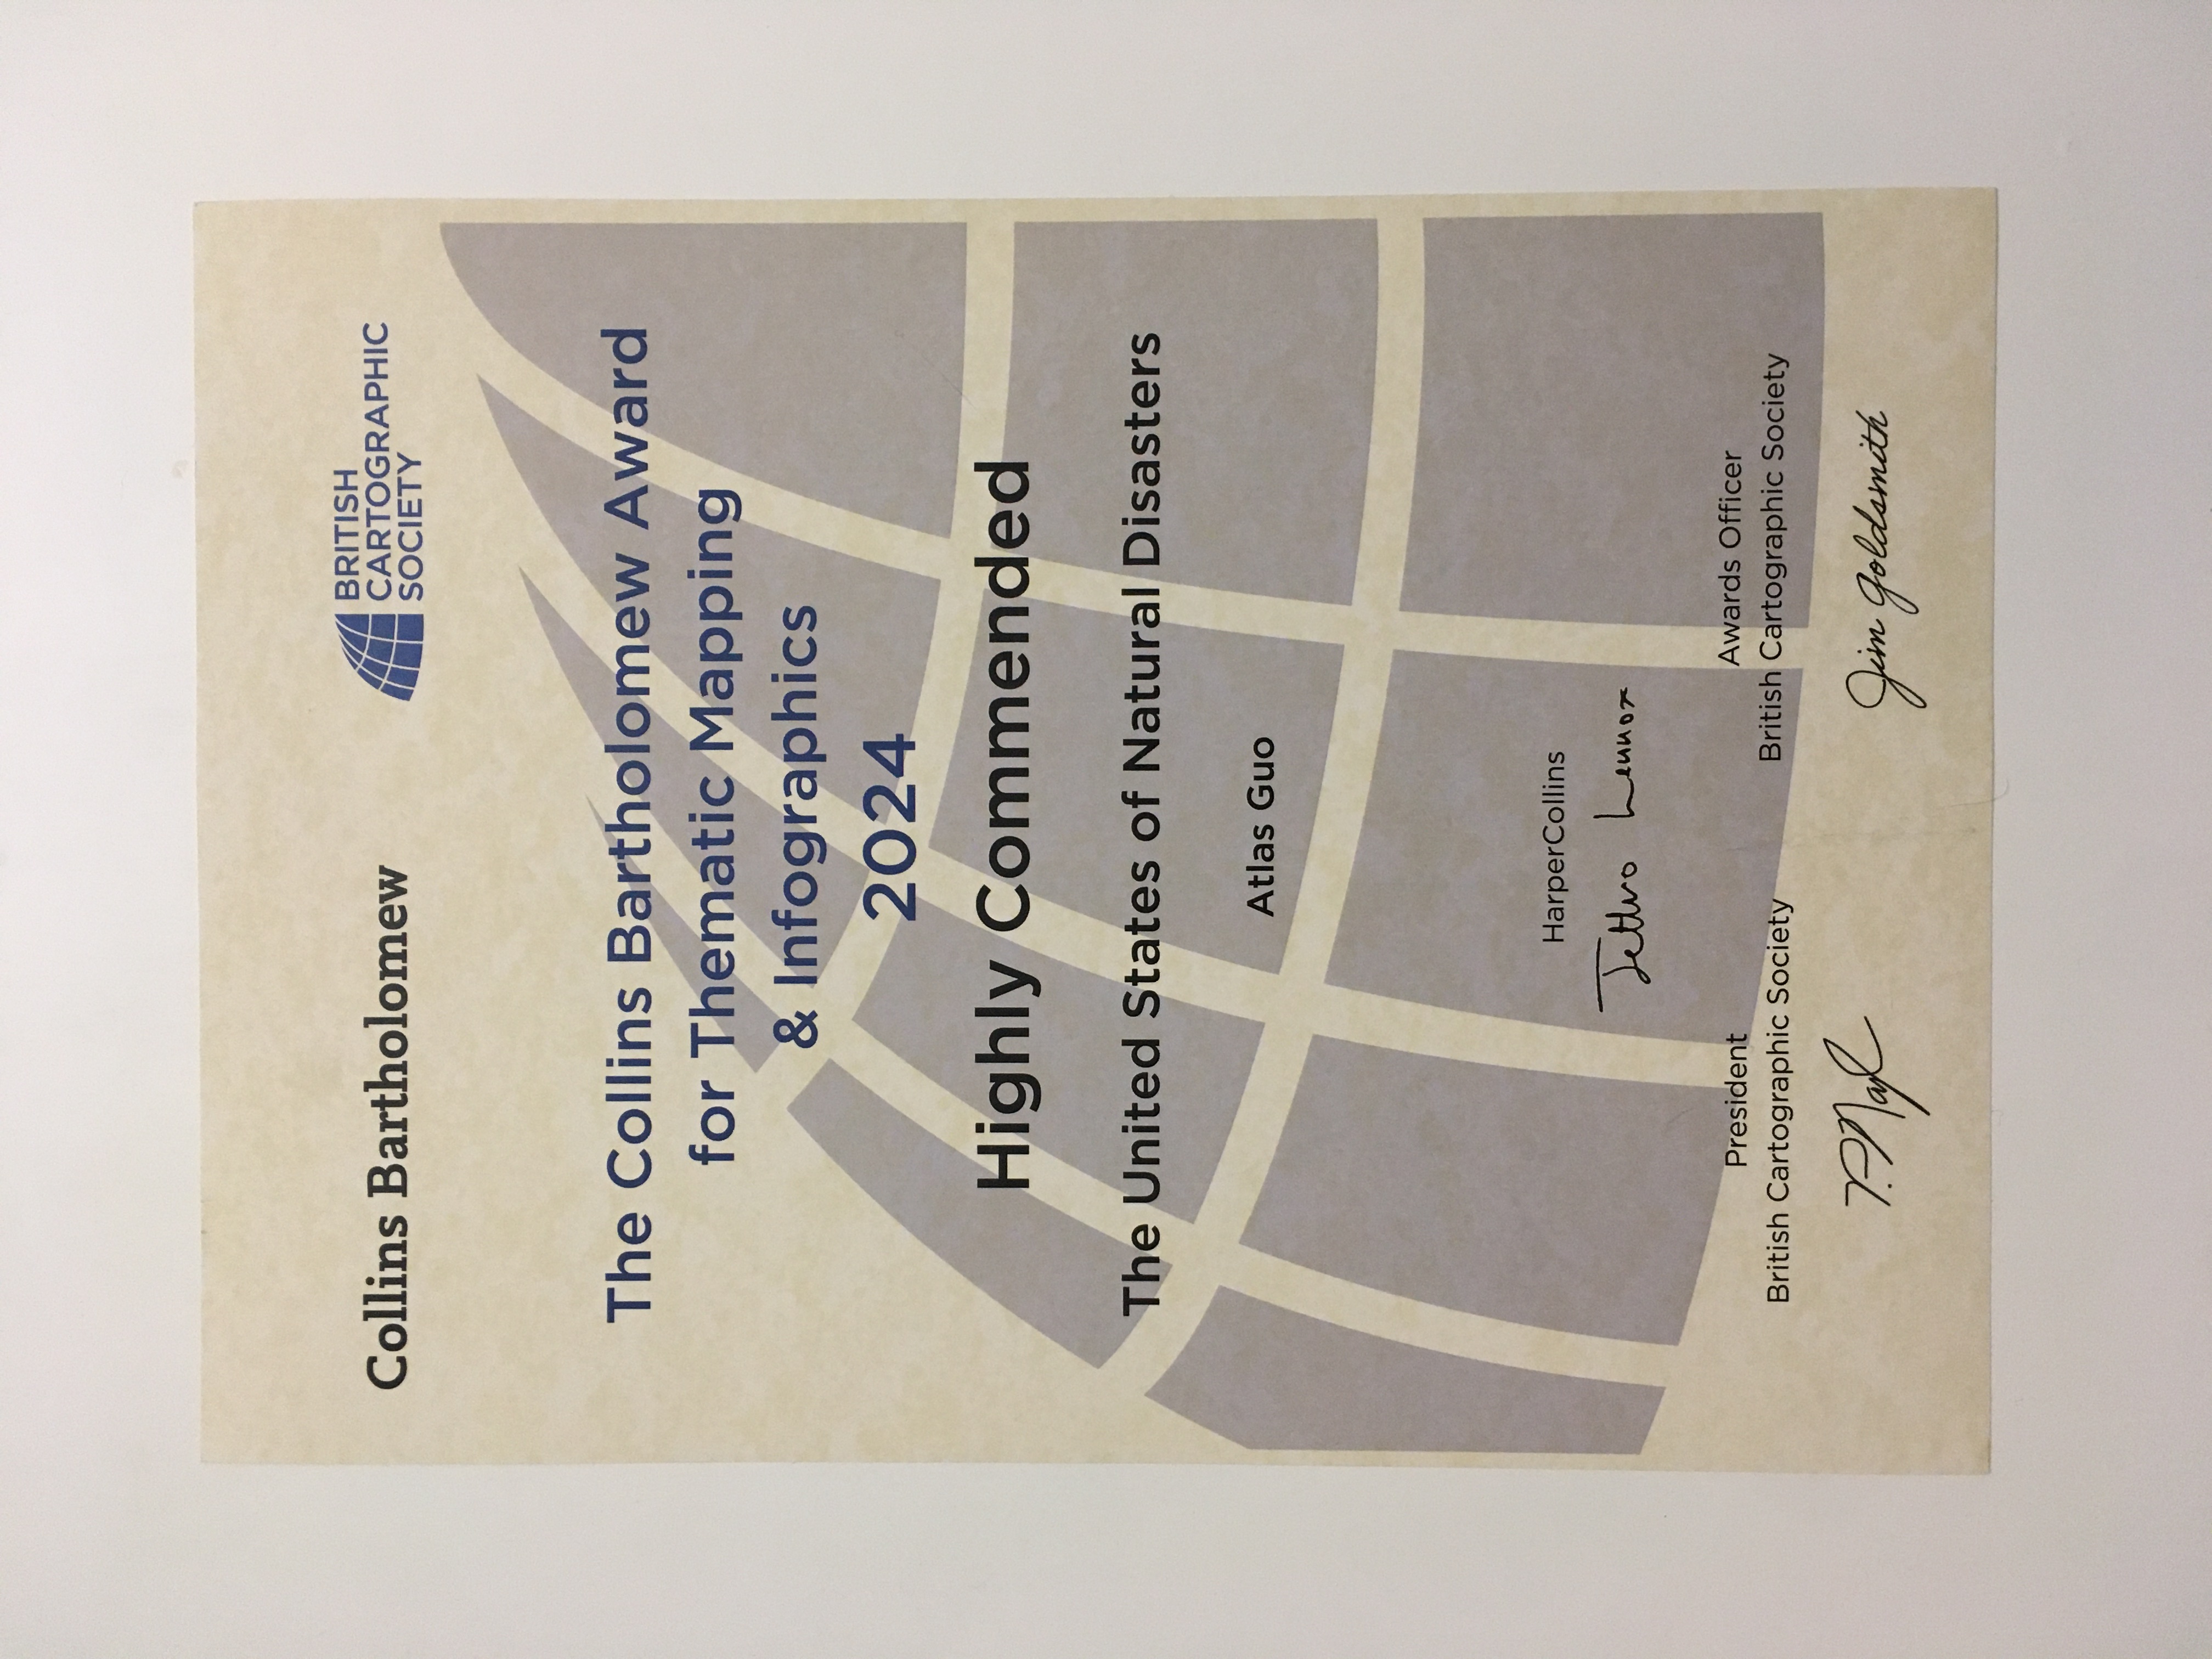 Collins Bartholomew
BRITISH
CARTOGRAPHIC
SOCIETY
The Collins Bartholomew Award
for Thematic Mapping
& Infographics
2024
Highly Commended
The United States of Natural Disasters
Atlas Guo
HarperCollins
Jethro Lennox
President
British Cartographic Society
Awards Officer
British Cartographic Society
Jim Goldsmith